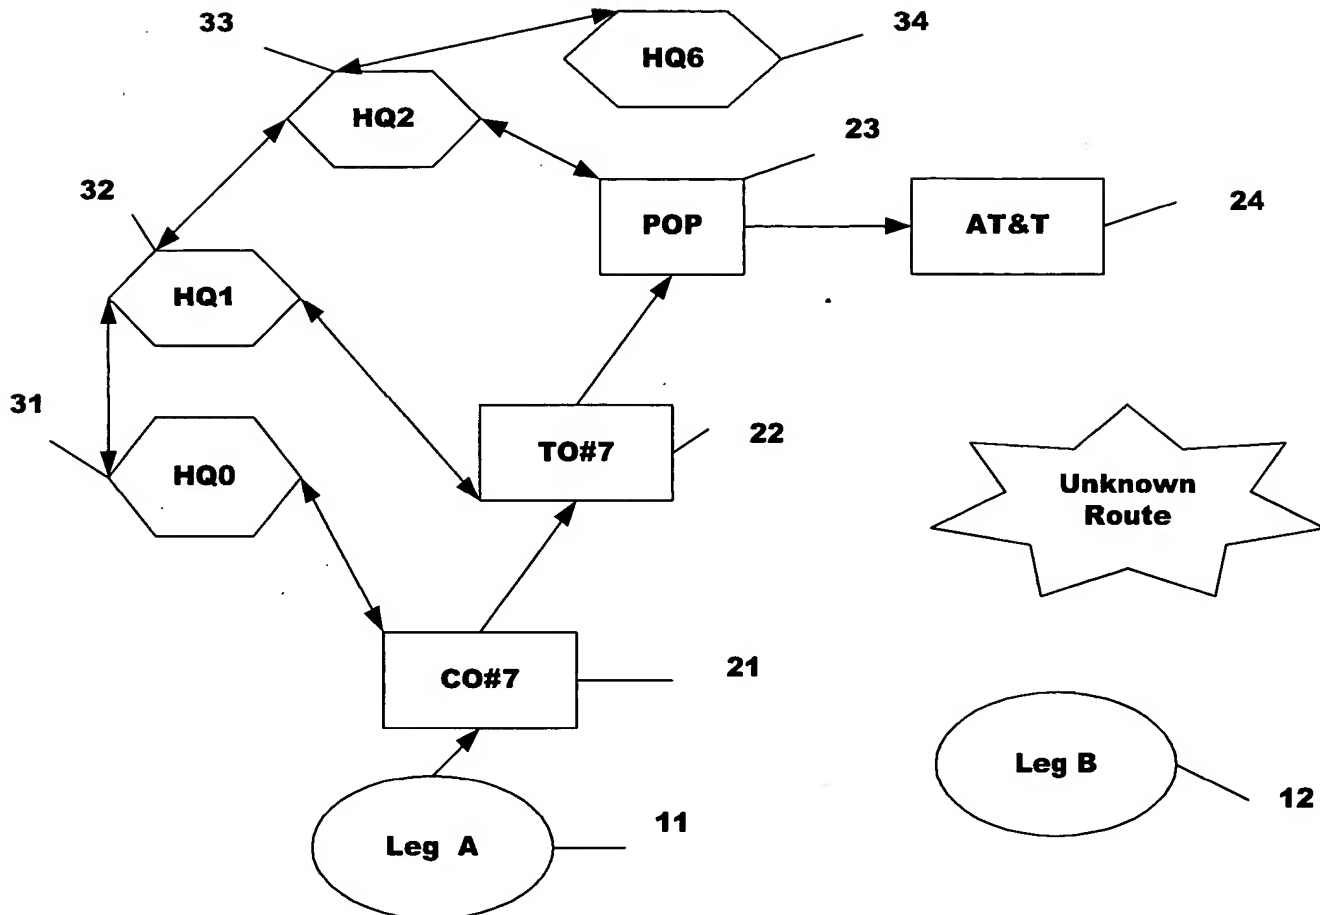 33
34
HQ6
HQ2
23
32
POP
AT&T
24
HQ1
31
TO#7
22
HQ0
Unknown
Route
CO#7
21
Leg B
12
Leg A
11